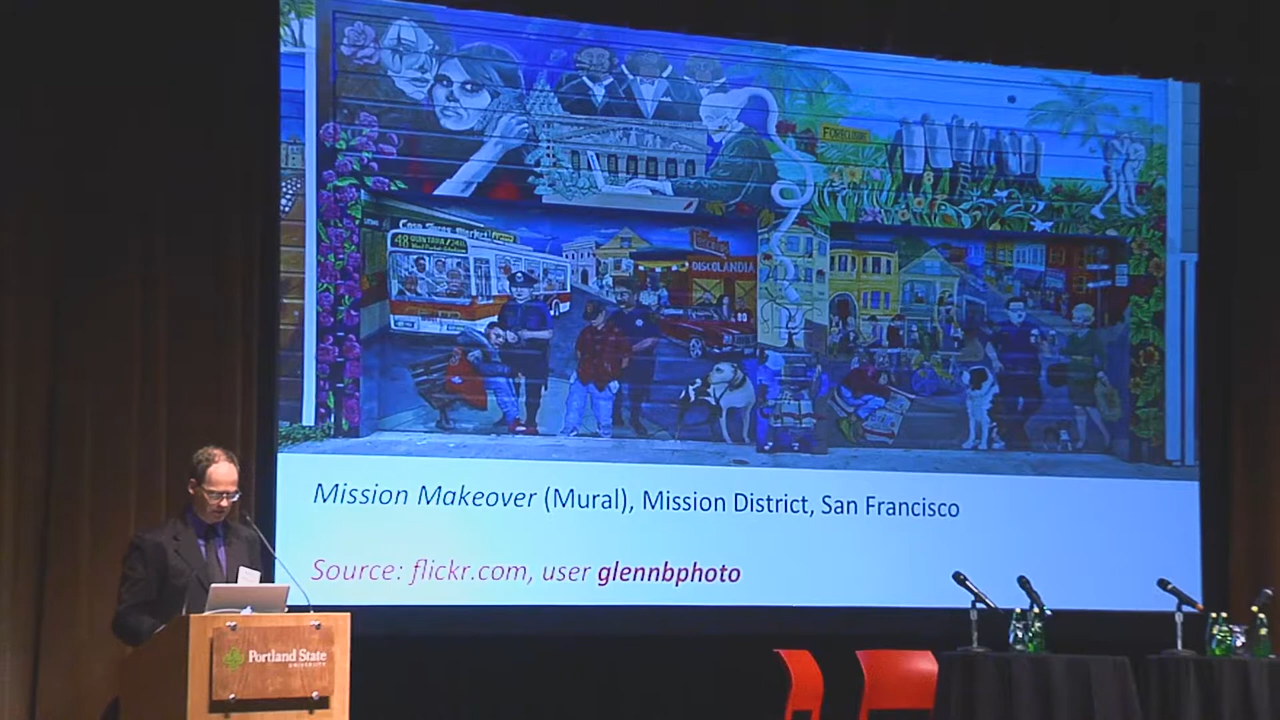 FORECLOSURE
48 QUINTARA / 24TH
DISCOLANDIA
Mission Makeover (Mural), Mission District, San Francisco
Source: flickr.com, user glennbphoto
Portland State
UNIVERSITY